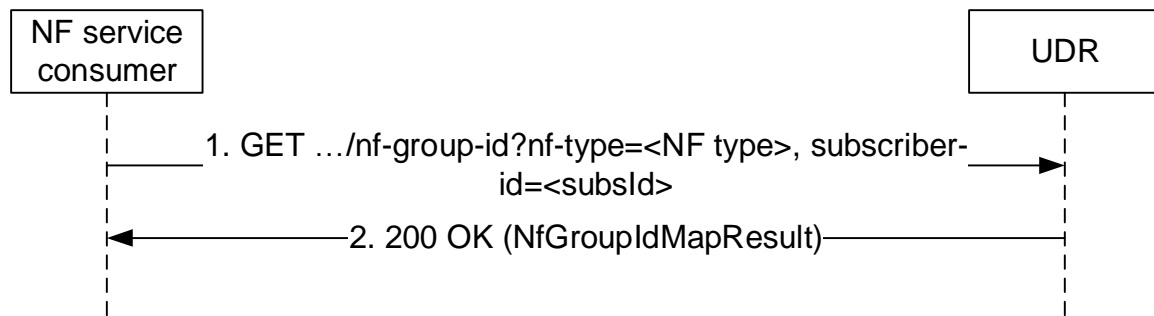 NF service
consumer
UDR
1. GET …/nf-group-id?nf-type=<NF type>, subscriber-
id=<subsId>
2. 200 OK (NfGroupIdMapResult)